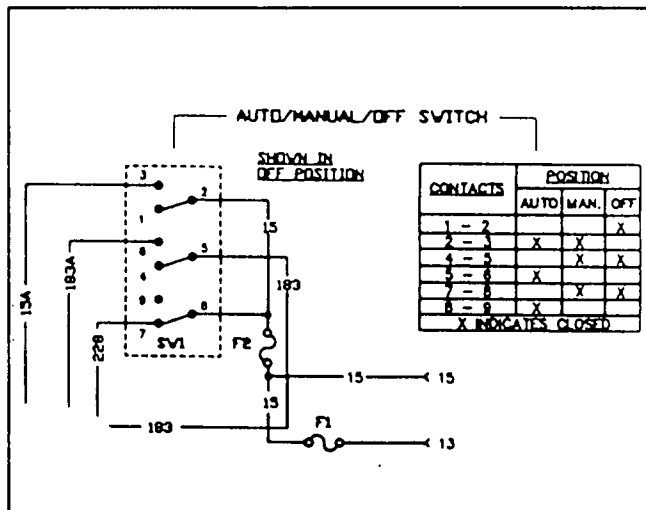 AUTO/MANUAL/OFF SWITCH
SHOWN IN
OFF POSITION
3
2
1
15
6
5
4
183
9
8
7
SW1
F2
15A
183A
228
15
15
15
183
F1
13
CONTACTS
POSITION
AUTO
MAN.
OFF
1 - 2 X
2 - 3 X X
4 - 5 X X
5 - 6 X
7 - 8 X X
8 - 9 X
X INDICATES CLOSED